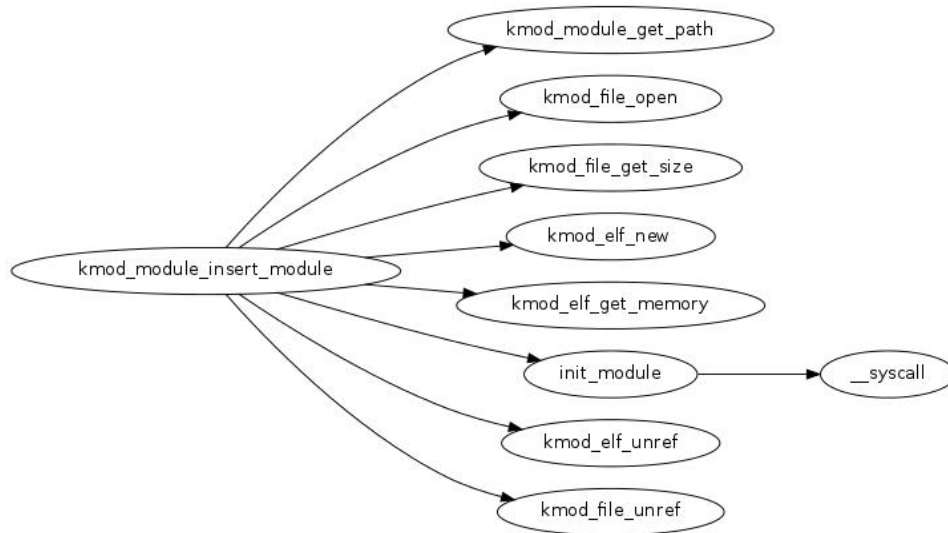 kmod_module_get_path
kmod_file_open
kmod_file_get_size
kmod_elf_new
kmod_module_insert_module
kmod_elf_get_memory
init_module
__syscall
kmod_elf_unref
kmod_file_unref